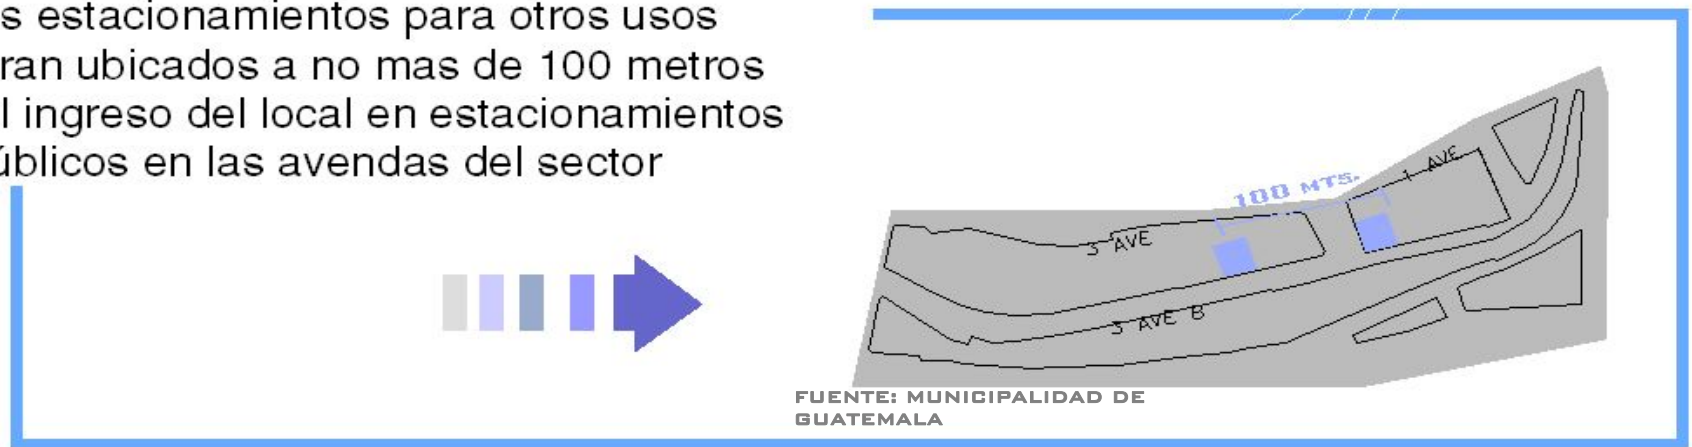 s estacionamientos para otros usos
ran ubicados a no mas de 100 metros
l ingreso del local en estacionamientos
úblicos en las avendas del sector
100 MTS.
1 AVE
3 AVE
3 AVE B
FUENTE: MUNICIPALIDAD DE
GUATEMALA